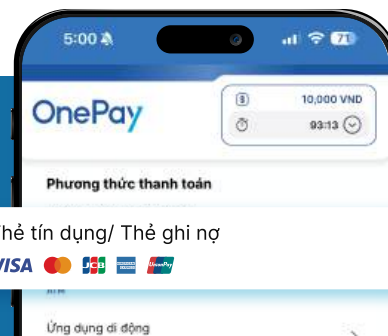 5:00
71
OnePay
10,000 VND
93:13
Phương thức thanh toán
hẻ tín dụng/ Thẻ ghi nợ
VISA
JCB
UnionPay
Ứng dụng di động